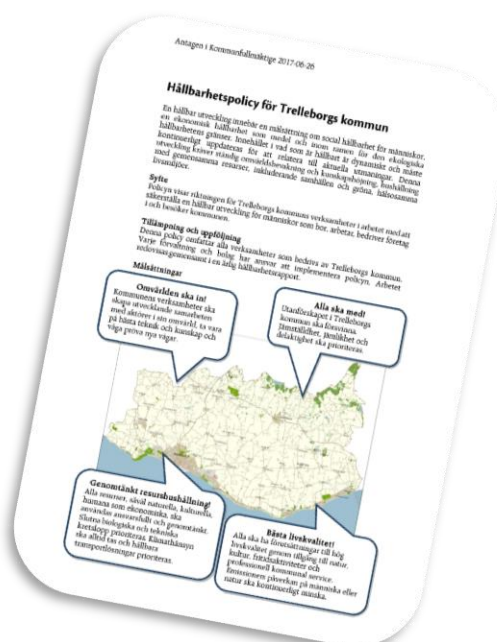 Antagen i Kommunfullmäktige 2017-06-26
Hållbarhetspolicy för Trelleborgs kommun
En hållbar utveckling innebär en målsättning om social hållbarhet för människor,
en ekonomisk hållbarhet som medel och inom ramen för den ekologiska
hållbarhetens gränser. Innehållet i vad som är hållbart är dynamiskt och måste
kontinuerligt uppdateras för att relatera till aktuella utmaningar. Denna
utveckling kräver ständig omvärldsbevakning och kunskapshöjning, hushållning
med gemensamma resurser, inkluderande samhällen och gröna, hälsosamma
livsmiljöer.
Syfte
Policyn visar riktningen för Trelleborgs kommuns verksamheter i arbetet med att
säkerställa en hållbar utveckling för människor som bor, arbetar, bedriver företag
i och besöker kommunen.
Tillämpning och uppföljning
Denna policy omfattar alla verksamheter som bedrivs av Trelleborgs kommun.
Varje förvaltning och bolag har ansvar att implementera policyn. Arbetet
redovisas gemensamt i en årlig hållbarhetsrapport.
Målsättningar
Omvärlden ska in!
Kommunens verksamheter ska
skapa utvecklande samarbeten
med aktörer i sin omvärld, ta vara
på bästa teknik och kunskap och
våga pröva nya vägar.
Alla ska med!
Utanförskapet i Trelleborgs
kommun ska försvinna.
Jämställdhet, jämlikhet och
delaktighet ska prioriteras.
Genomtänkt resurshushållning!
Alla resurser, såväl naturella, kulturella,
humana som ekonomiska, ska
användas ansvarsfullt och genomtänkt.
Slutna biologiska och tekniska
kretslopp prioriteras. Klimathänsyn
ska alltid tas och hållbara
transportlösningar prioriteras.
Bästa livskvalitet!
Alla ska ha förutsättningar till hög
livskvalitet genom tillgång till natur,
kultur, fritidsaktiviteter och
professionell kommunal service.
Emissionen påverkan på människa eller
natur ska kontinuerligt minska.